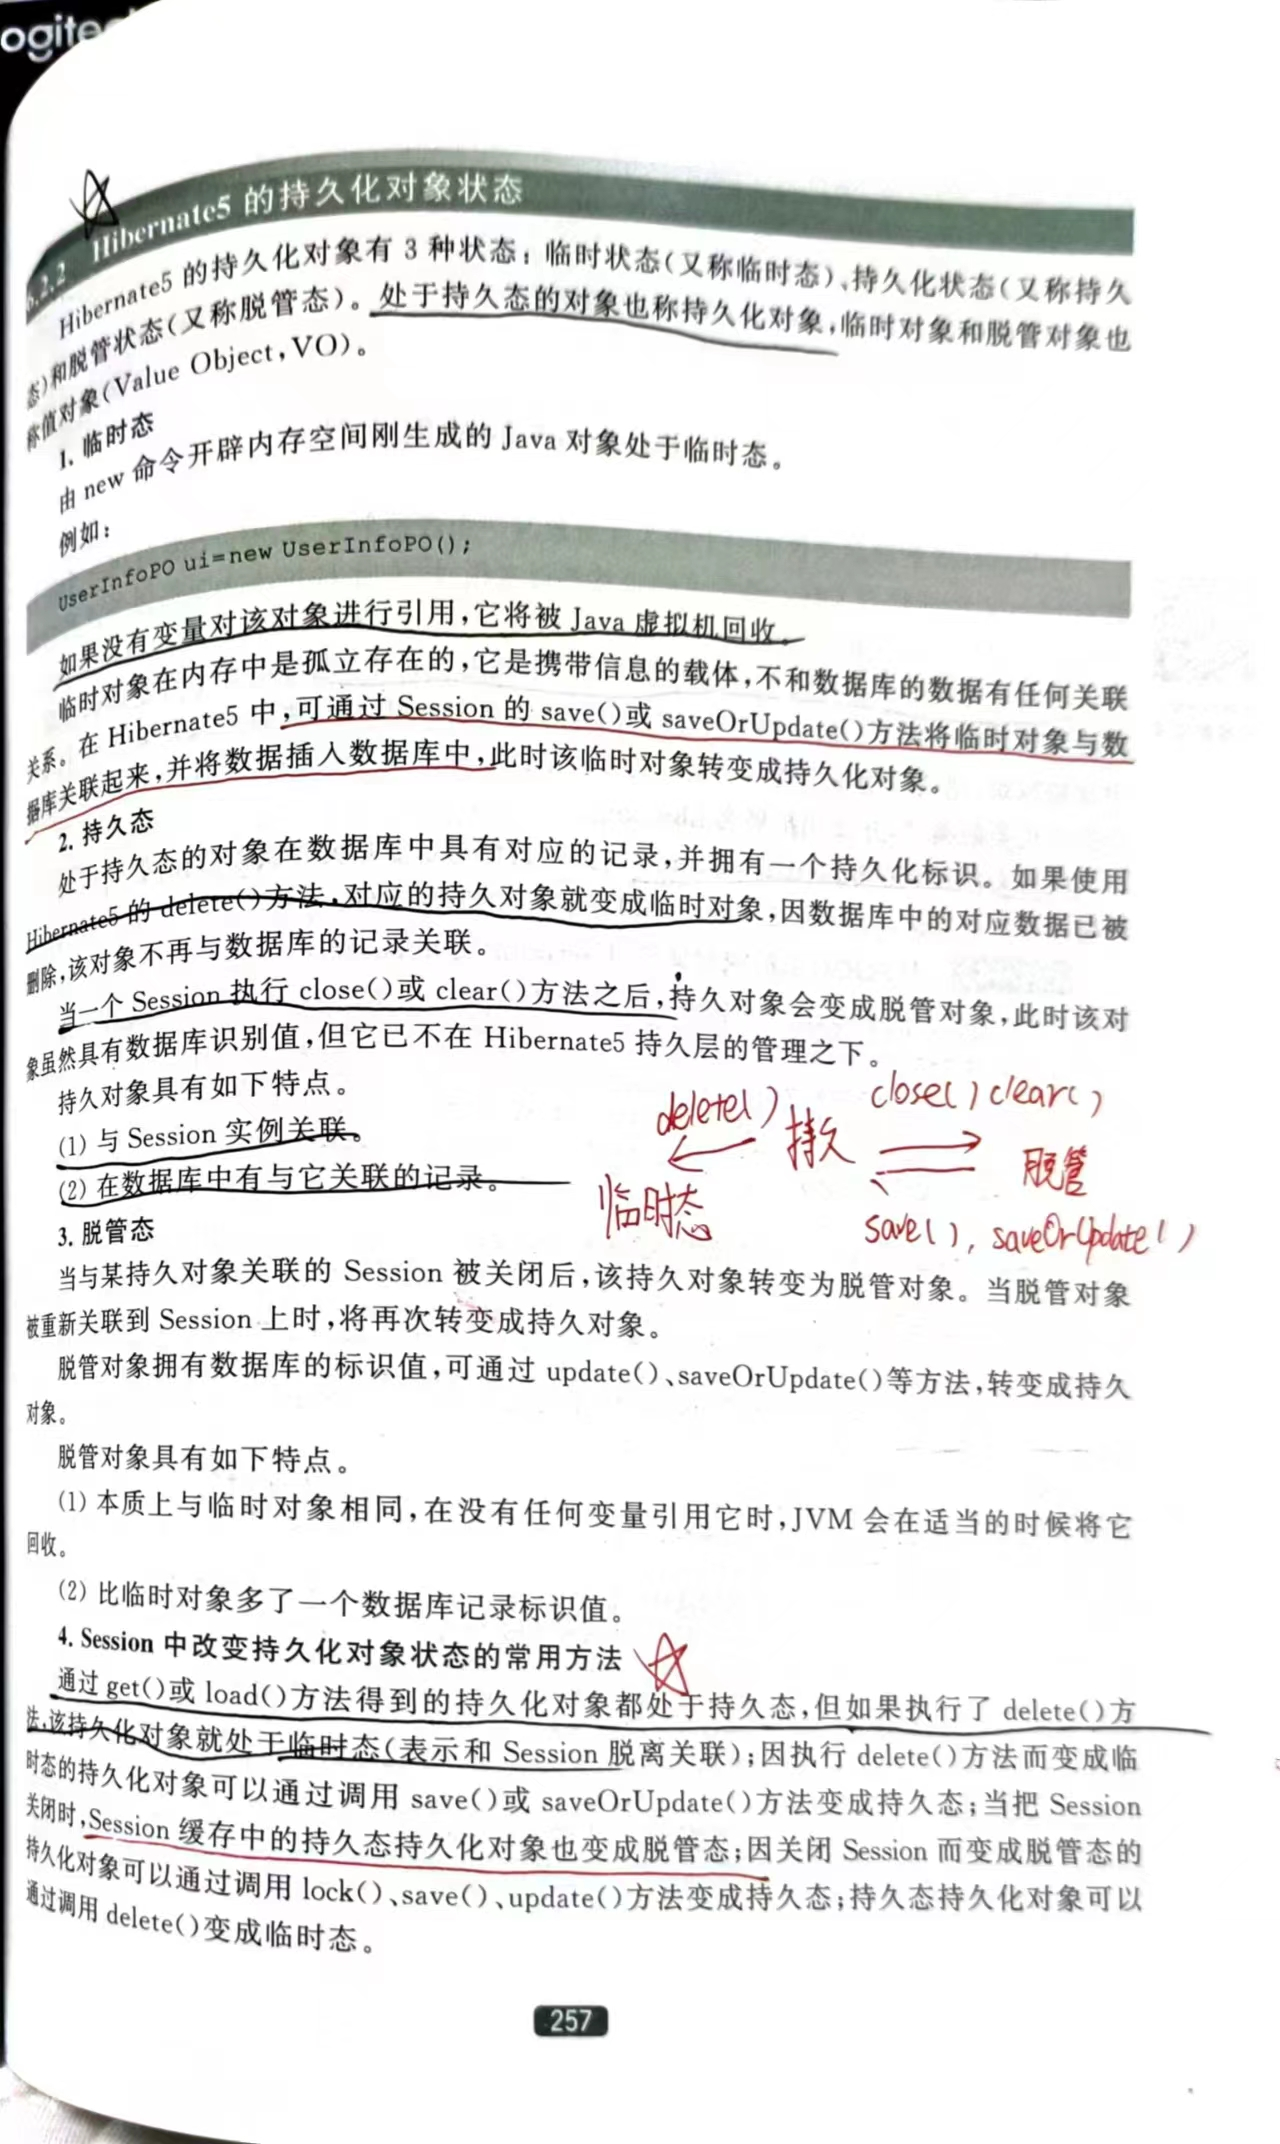 ogite
6.2.2 Hibernate5 的持久化对象状态
Hibernate5 的持久化对象有 3 种状态：临时状态(又称临时态)、持久化状态(又称持久
态)和脱管状态(又称脱管态)。处于持久态的对象也称持久化对象,临时对象和脱管对象也
称值对象(Value Object,VO)。
1. 临时态
由 new 命令开辟内存空间刚生成的 Java 对象处于临时态。
例如：
UserInfoPO ui=new UserInfoPO();
如果没有变量对该对象进行引用,它将被 Java 虚拟机回收。
临时对象在内存中是孤立存在的,它是携带信息的载体,不和数据库的数据有任何关联
关系。在 Hibernate5 中,可通过 Session 的 save()或 saveOrUpdate()方法将临时对象与数
据库关联起来,并将数据插入数据库中,此时该临时对象转变成持久化对象。
2. 持久态
处于持久态的对象在数据库中具有对应的记录,并拥有一个持久化标识。如果使用
Hibernate5 的 delete()方法,对应的持久对象就变成临时对象,因数据库中的对应数据已被
删除,该对象不再与数据库的记录关联。
当一个 Session 执行 close()或 clear()方法之后,持久对象会变成脱管对象,此时该对
象虽然具有数据库识别值,但它已不在 Hibernate5 持久层的管理之下。
持久对象具有如下特点。
(1) 与 Session 实例关联。
(2) 在数据库中有与它关联的记录。
delete() 持久 close() clear()
临时态 脱管
save(), saveOrUpdate()
3. 脱管态
当与某持久对象关联的 Session 被关闭后,该持久对象转变为脱管对象。当脱管对象
被重新关联到 Session 上时,将再次转变成持久对象。
脱管对象拥有数据库的标识值,可通过 update()、saveOrUpdate()等方法,转变成持久
对象。
脱管对象具有如下特点。
(1) 本质上与临时对象相同,在没有任何变量引用它时,JVM 会在适当的时候将它
回收。
(2) 比临时对象多了一个数据库记录标识值。
4. Session 中改变持久化对象状态的常用方法
通过 get()或 load()方法得到的持久化对象都处于持久态,但如果执行了 delete()方
法,该持久化对象就处于临时态(表示和 Session 脱离关联);因执行 delete()方法而变成临
时态的持久化对象可以通过调用 save()或 saveOrUpdate()方法变成持久态;当把 Session
关闭时,Session 缓存中的持久态持久化对象也变成脱管态;因关闭 Session 而变成脱管态的
持久化对象可以通过调用 lock()、save()、update()方法变成持久态;持久态持久化对象可以
通过调用 delete()变成临时态。
257